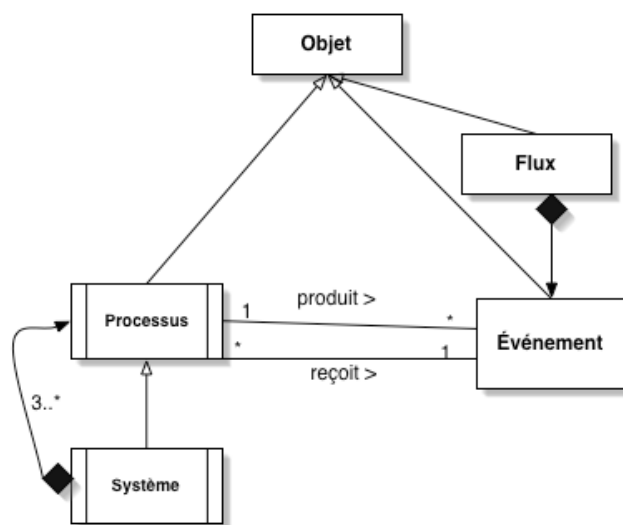 Objet
Flux
produit >
1
*
Processus
Événement
*
1
reçoit >
3..*
Système